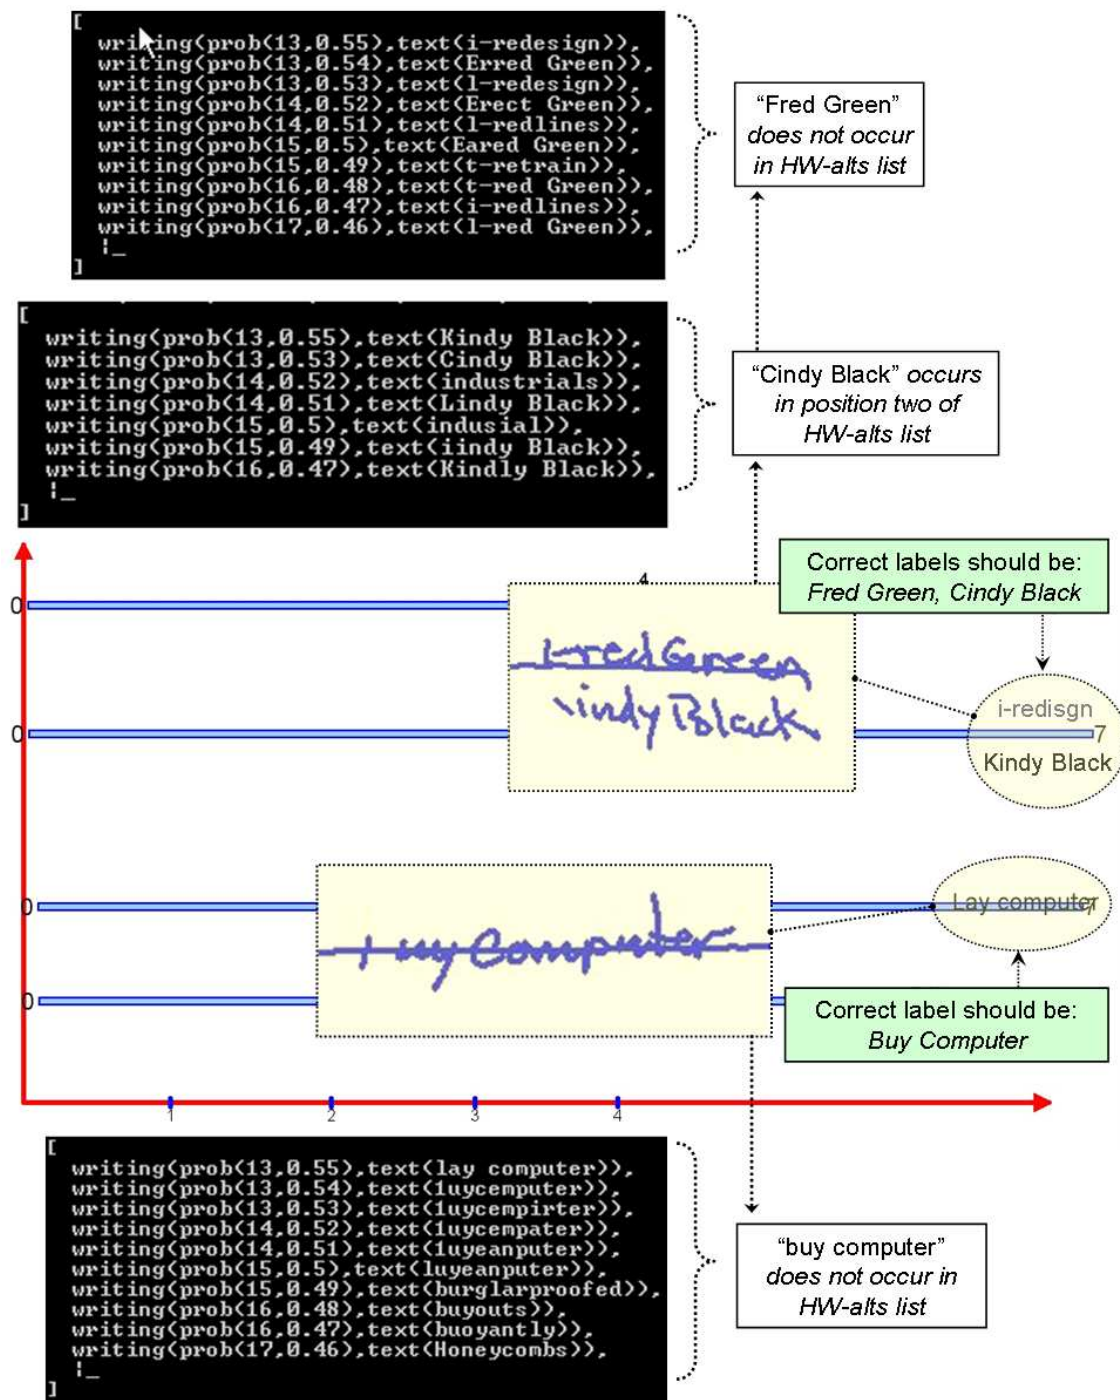 [
writing(prob(13,0.55),text(i-redesign)),
writing(prob(13,0.54),text(Erred Green)),
writing(prob(13,0.53),text(l-redesign)),
writing(prob(14,0.52),text(Erect Green)),
writing(prob(14,0.51),text(l-redlines)),
writing(prob(15,0.5),text(Eared Green)),
writing(prob(15,0.49),text(t-retrain)),
writing(prob(16,0.48),text(t-red Green)),
writing(prob(16,0.47),text(i-redlines)),
writing(prob(17,0.46),text(l-red Green)),
¦_
]
“Fred Green”
does not occur
in HW-alts list
[
writing(prob(13,0.55),text(Kindy Black)),
writing(prob(13,0.53),text(Cindy Black)),
writing(prob(14,0.52),text(industrials)),
writing(prob(14,0.51),text(Lindy Black)),
writing(prob(15,0.5),text(indusial)),
writing(prob(15,0.49),text(iindy Black)),
writing(prob(16,0.47),text(Kindly Black)),
¦_
]
“Cindy Black” occurs
in position two of
HW-alts list
Correct labels should be:
Fred Green, Cindy Black
4
0
Fred Green
Cindy Black
i-redisgn
0
7
Kindy Black
0
Lay computer
7
Buy Computer
0
Correct label should be:
Buy Computer
1 2 3 4
[
writing(prob(13,0.55),text(lay computer)),
writing(prob(13,0.54),text(1uycemputer)),
writing(prob(13,0.53),text(1uycempirter)),
writing(prob(14,0.52),text(1uycempater)),
writing(prob(14,0.51),text(1uyeanputer)),
writing(prob(15,0.5),text(luyeanputer)),
writing(prob(15,0.49),text(burglarproofed)),
writing(prob(16,0.48),text(buyouts)),
writing(prob(16,0.47),text(buoyantly)),
writing(prob(17,0.46),text(Honeycombs)),
¦_
]
“buy computer”
does not occur in
HW-alts list